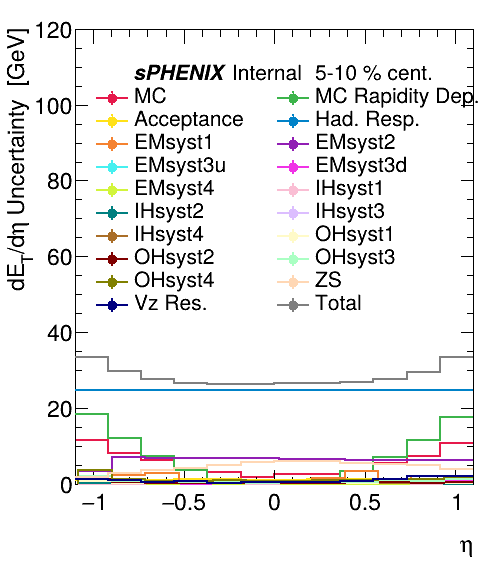 dE_T/dη Uncertainty [GeV]
120
100
80
60
40
20
0
sPHENIX Internal 5-10 % cent.
MC MC Rapidity Dep.
Acceptance Had. Resp.
EMsyst1 EMsyst2
EMsyst3u EMsyst3d
EMsyst4 IHsyst1
IHsyst2 IHsyst3
IHsyst4 OHsyst1
OHsyst2 OHsyst3
OHsyst4 ZS
Vz Res. Total
−1 −0.5 0 0.5 1
η